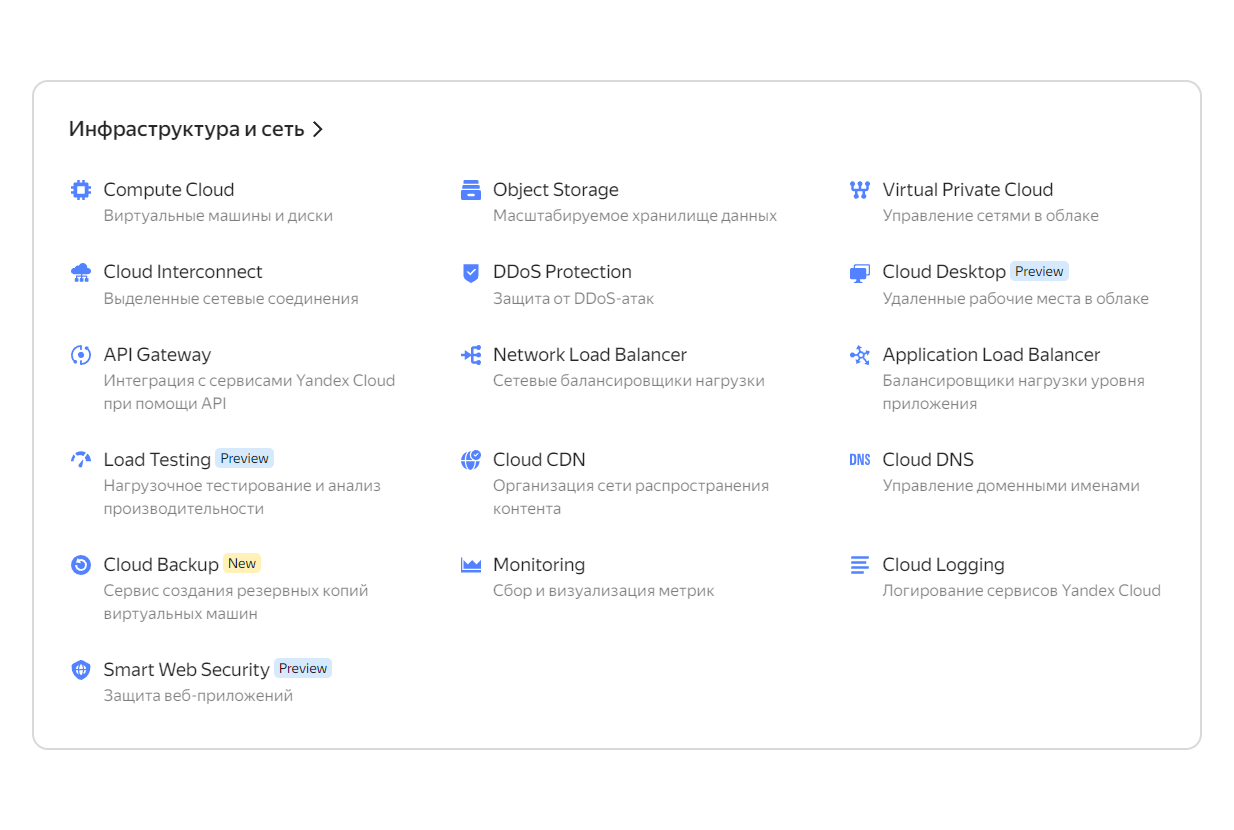 Инфраструктура и сеть
Compute Cloud
Виртуальные машины и диски
Object Storage
Масштабируемое хранилище данных
Virtual Private Cloud
Управление сетями в облаке
Cloud Interconnect
Выделенные сетевые соединения
DDoS Protection
Защита от DDoS-атак
Cloud Desktop Preview
Удаленные рабочие места в облаке
API Gateway
Интеграция с сервисами Yandex Cloud
при помощи API
Network Load Balancer
Сетевые балансировщики нагрузки
Application Load Balancer
Балансировщики нагрузки уровня
приложения
Load Testing Preview
Нагрузочное тестирование и анализ
производительности
Cloud CDN
Организация сети распространения
контента
DNS Cloud DNS
Управление доменными именами
Cloud Backup New
Сервис создания резервных копий
виртуальных машин
Monitoring
Сбор и визуализация метрик
Cloud Logging
Логирование сервисов Yandex Cloud
Smart Web Security Preview
Защита веб-приложений